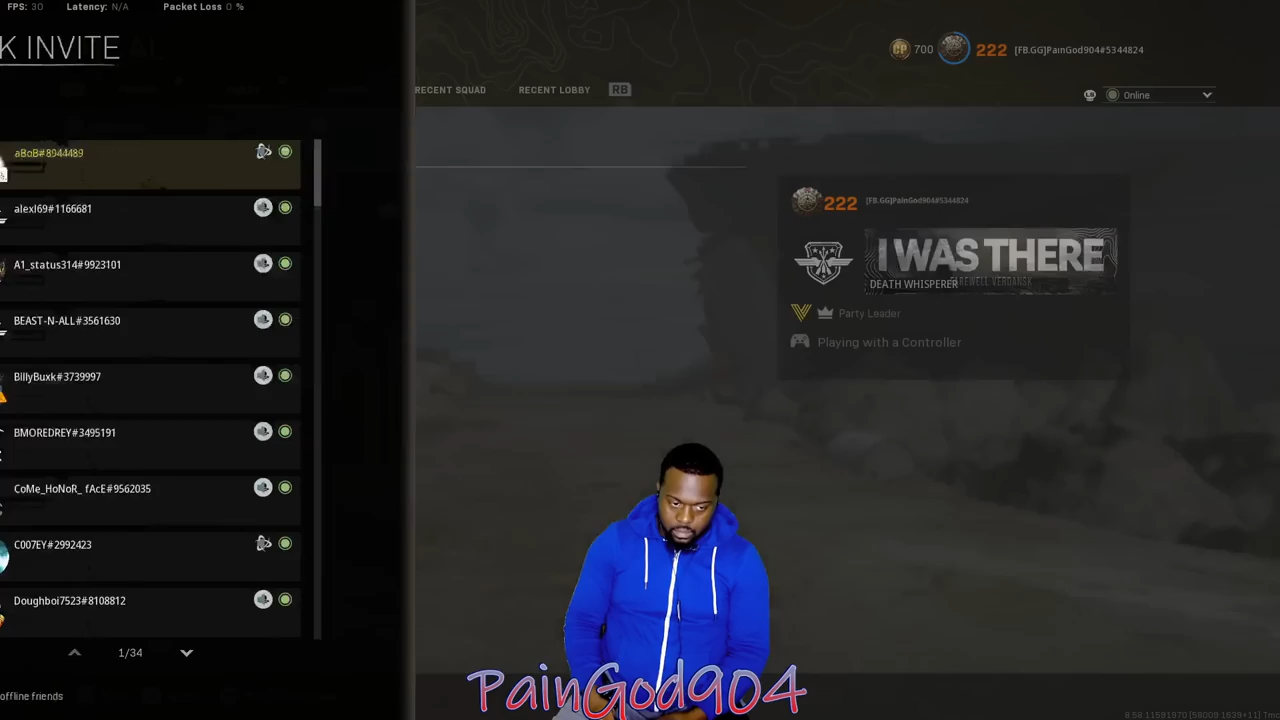 FPS: 30 Latency: N/A Packet Loss 0 %
K INVITE
700 222 [FB.GG]PainGod904#5344824
RECENT SQUAD RECENT LOBBY RB
Online
aBoB#8944489
alexl69#1166681
A1_status314#9923101
BEAST-N-ALL#3561630
BillyBuxk#3739997
BMOREDREY#3495191
CoMe_HoNoR_ fAcE#9562035
C007EY#2992423
Doughboi7523#8108812
1/34
offline friends
222 [FB.GG]PainGod904#5344824
I WAS THERE
FAREWELL VERDANSK
DEATH WHISPERER
Party Leader
Playing with a Controller
PainGod904